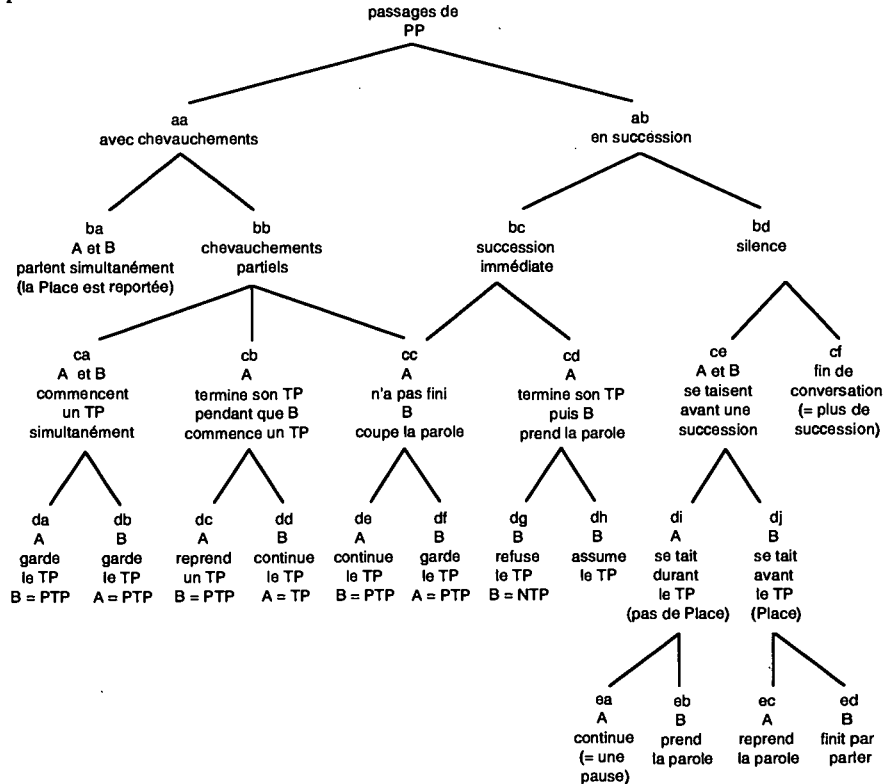 passages de
PP
aa
avec chevauchements
ab
en succession
ba
A et B
parlent simultanément
(la Place est reportée)
bb
chevauchements
partiels
bc
succession
immédiate
bd
silence
ca
A et B
commencent
un TP
simultanément
cb
A
termine son TP
pendant que B
commence un TP
cc
A
n'a pas fini
B
coupe la parole
cd
A
termine son TP
puis B
prend la parole
ce
A et B
se taisent
avant une
succession
cf
fin de
conversation
(= plus de
succession)
da
A
garde
le TP
B = PTP
db
B
garde
le TP
A = PTP
dc
A
reprend
un TP
B = PTP
dd
B
continue
le TP
A = TP
de
A
continue
le TP
B = PTP
df
B
garde
le TP
A = PTP
dg
B
refuse
le TP
B = NTP
dh
B
assume
le TP
di
A
se tait
durant
le TP
(pas de Place)
dj
B
se tait
avant
le TP
(Place)
ea
A
continue
(= une
pause)
eb
B
prend
la parole
ec
A
reprend
la parole
ed
B
finit par
parler